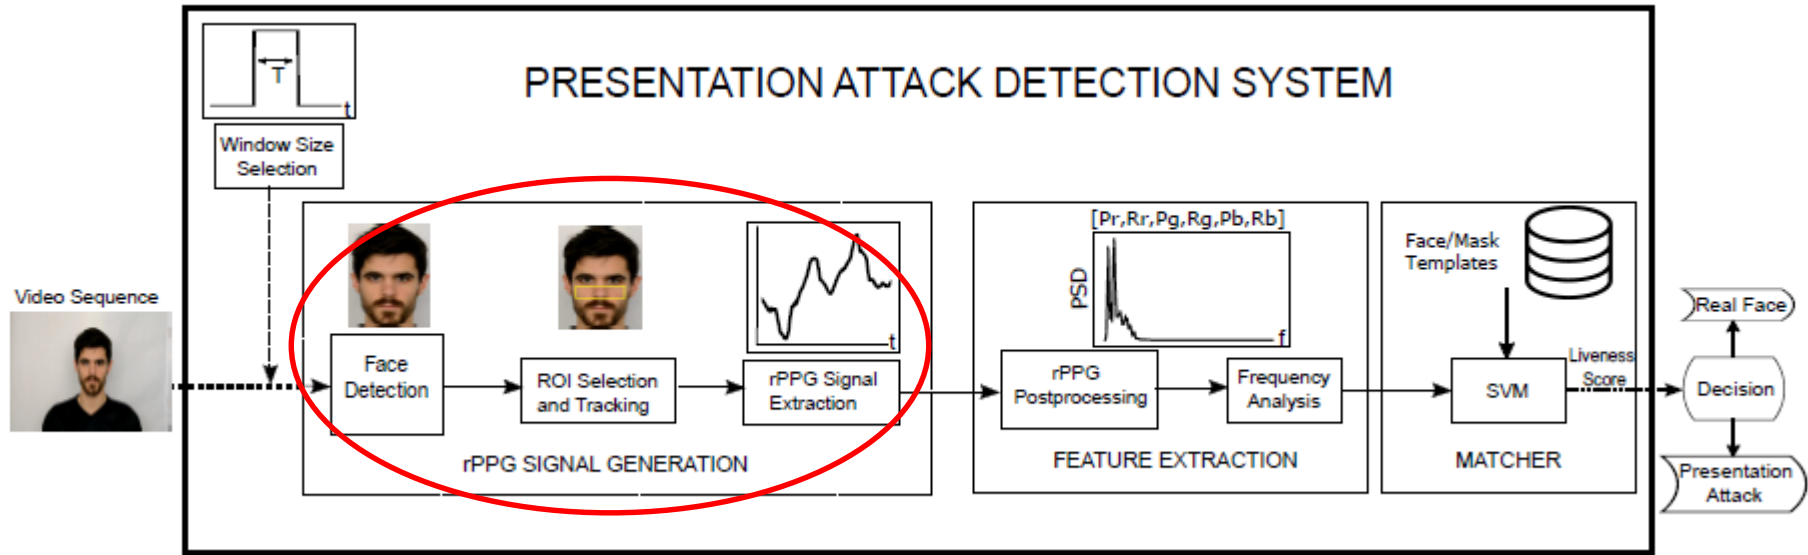 PRESENTATION ATTACK DETECTION SYSTEM
T
t
Window Size
Selection
Video Sequence
Face
Detection
ROI Selection
and Tracking
t
rPPG Signal
Extraction
rPPG SIGNAL GENERATION
[Pr,Rr,Pg,Rg,Pb,Rb]
PSD
f
rPPG
Postprocessing
Frequency
Analysis
FEATURE EXTRACTION
Face/Mask
Templates
SVM
MATCHER
Liveness
Score
Real Face
Decision
Presentation
Attack